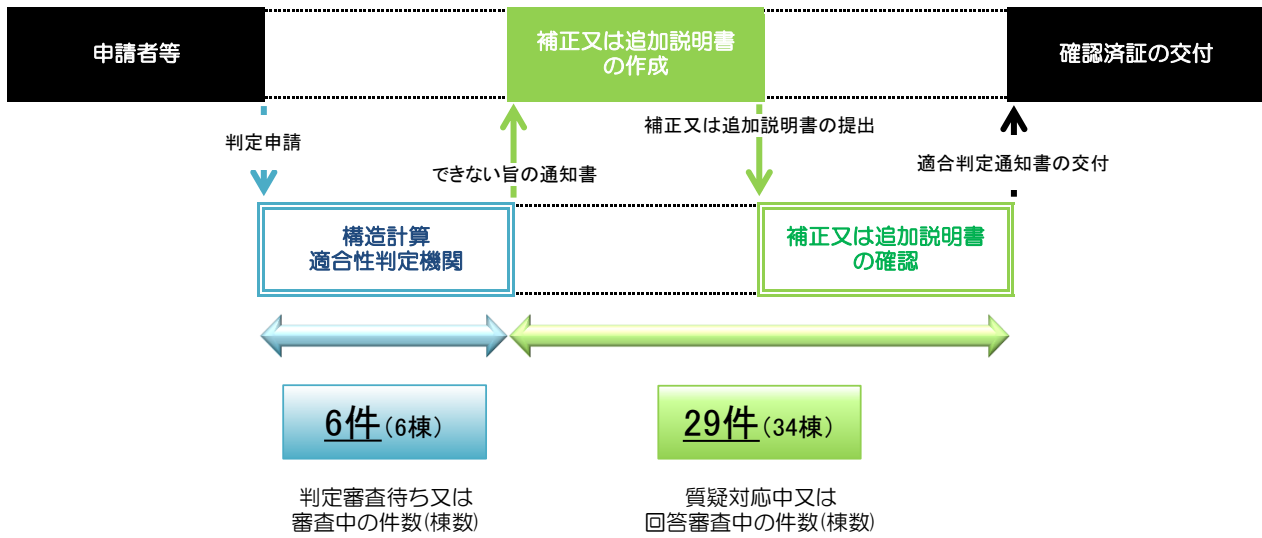 申請者等
補正又は追加説明書
の作成
確認済証の交付
判定申請
できない旨の通知書
補正又は追加説明書の提出
適合判定通知書の交付
構造計算
適合性判定機関
補正又は追加説明書
の確認
6件(6棟)
29件(34棟)
判定審査待ち又は
審査中の件数(棟数)
質疑対応中又は
回答審査中の件数(棟数)